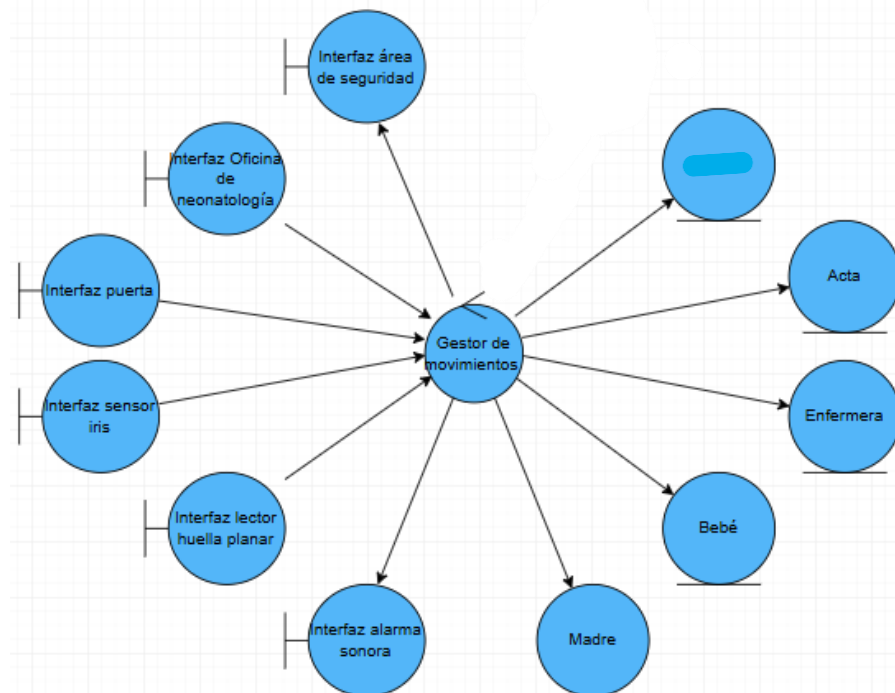 Interfaz área
de seguridad
Interfaz Oficina
de
neonatología
Interfaz puerta
Acta
Gestor de
movimientos
Interfaz sensor
iris
Enfermera
Interfaz lector
huella planar
Bebé
Interfaz alarma
sonora
Madre